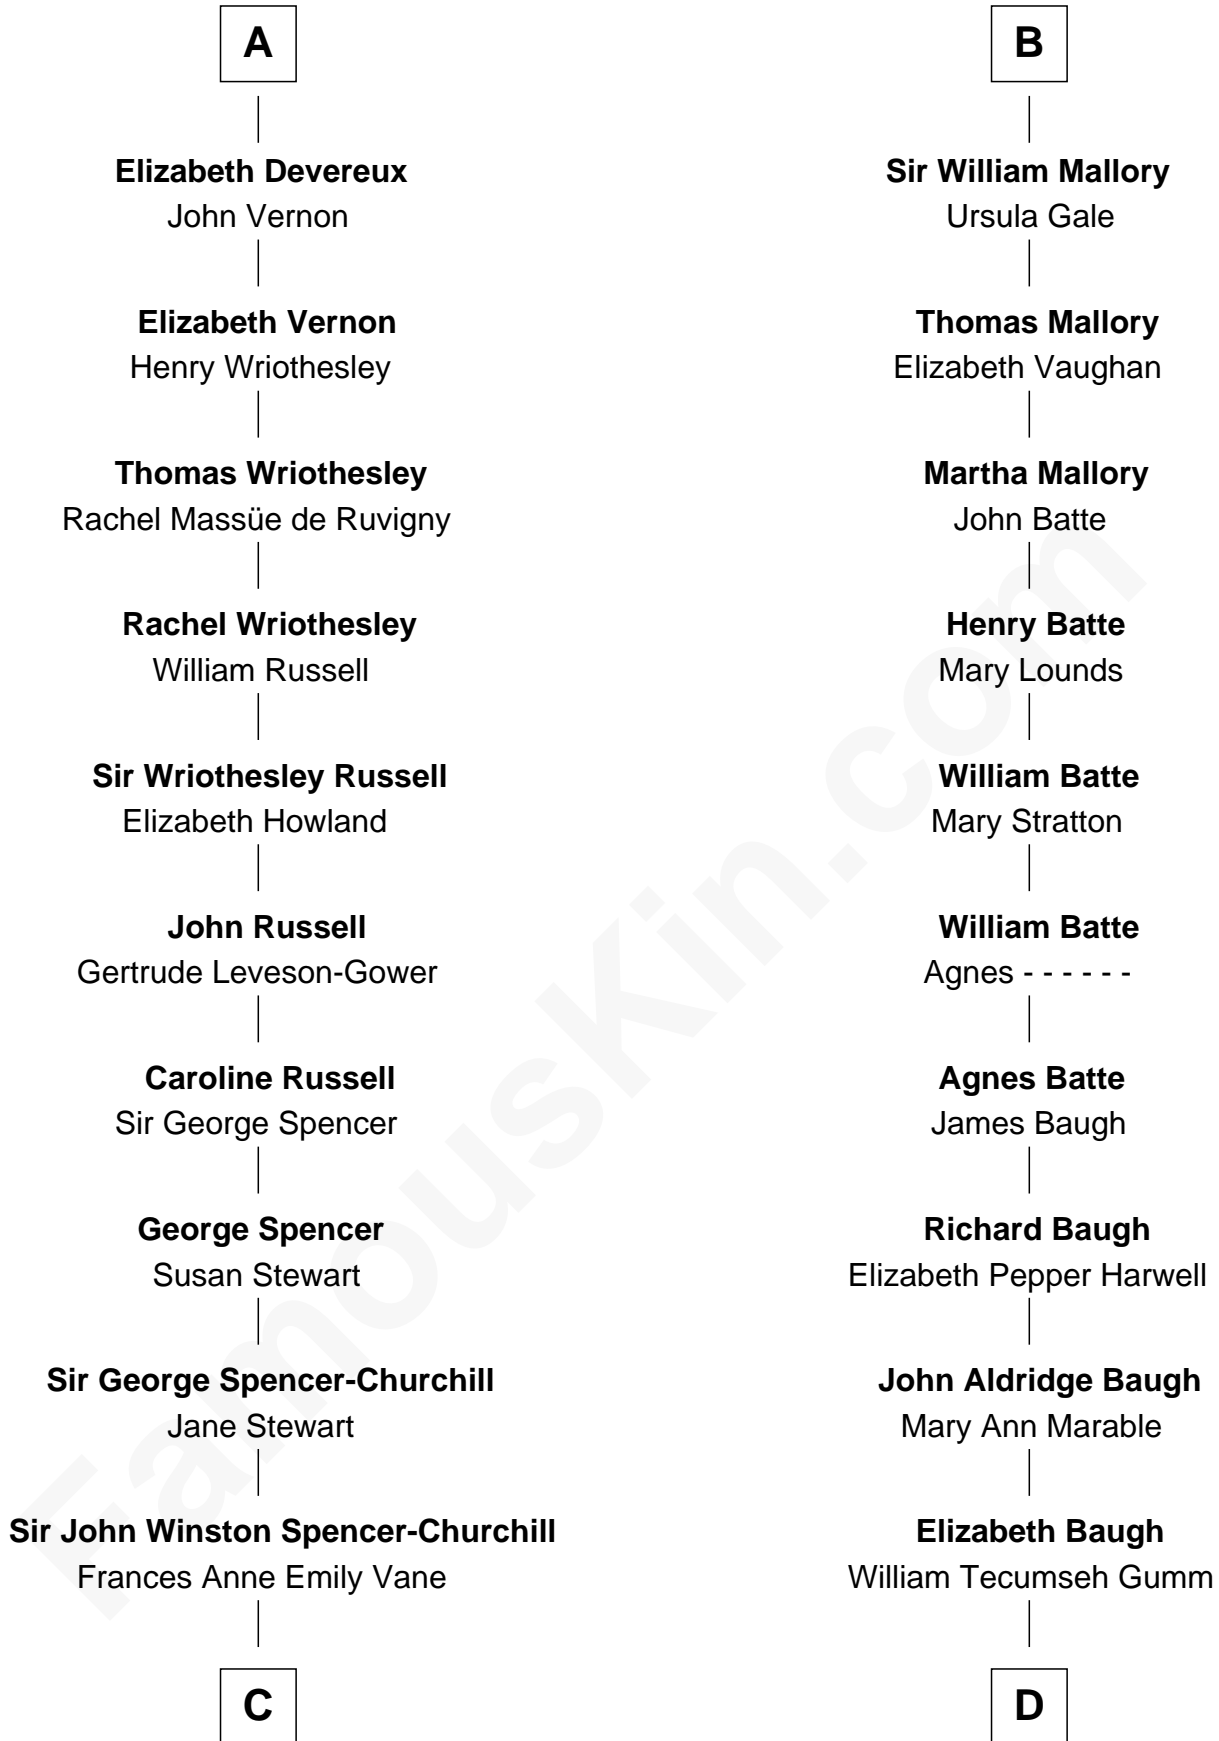 A
Elizabeth Devereux
John Vernon
Elizabeth Vernon
Henry Wriothesley
Thomas Wriothesley
Rachel Massüe de Ruvigny
Rachel Wriothesley
William Russell
Sir Wriothesley Russell
Elizabeth Howland
John Russell
Gertrude Leveson-Gower
Caroline Russell
Sir George Spencer
George Spencer
Susan Stewart
Sir George Spencer-Churchill
Jane Stewart
Sir John Winston Spencer-Churchill
Frances Anne Emily Vane
C
B
Sir William Mallory
Ursula Gale
Thomas Mallory
Elizabeth Vaughan
Martha Mallory
John Batte
Henry Batte
Mary Lounds
William Batte
Mary Stratton
William Batte
Agnes - - - - - -
Agnes Batte
James Baugh
Richard Baugh
Elizabeth Pepper Harwell
John Aldridge Baugh
Mary Ann Marable
Elizabeth Baugh
William Tecumseh Gumm
D
FamousKin.com